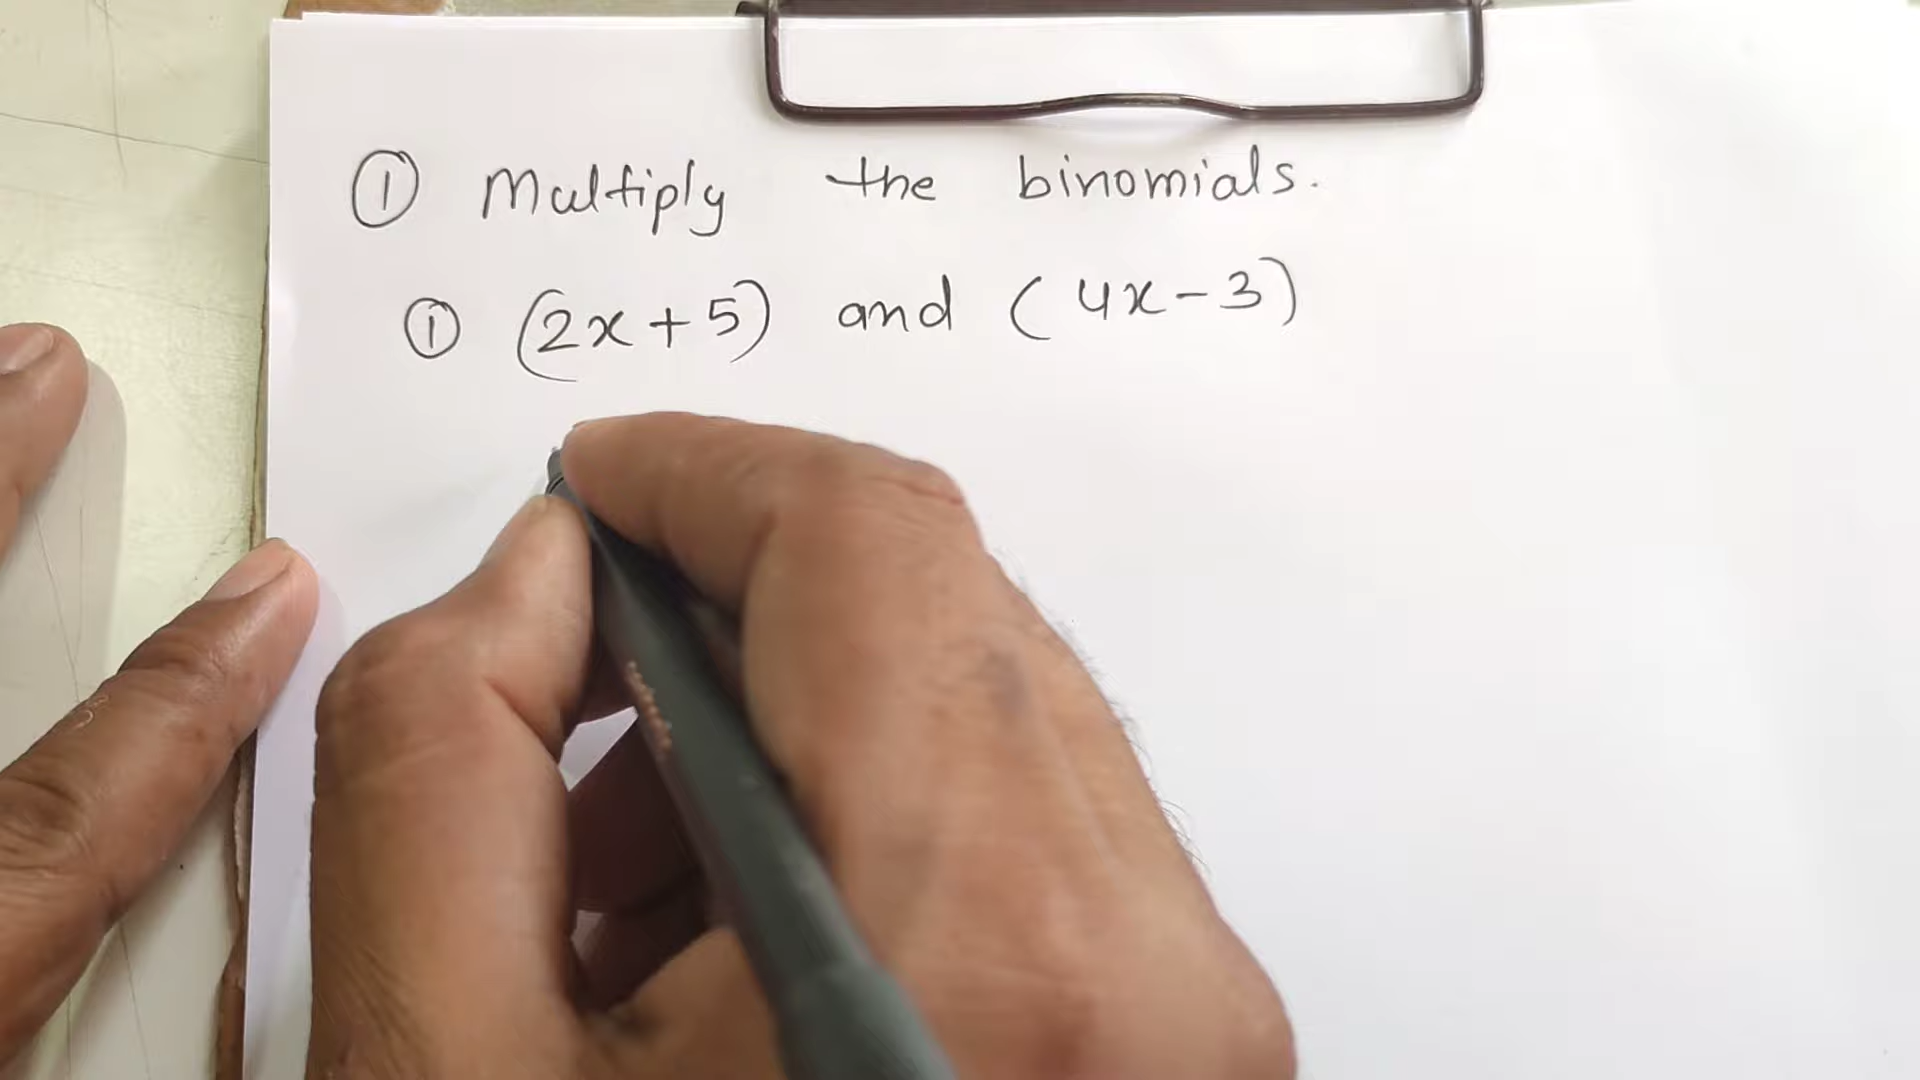 ① Multiply the binomials.
① (2x+5) and (4x-3)